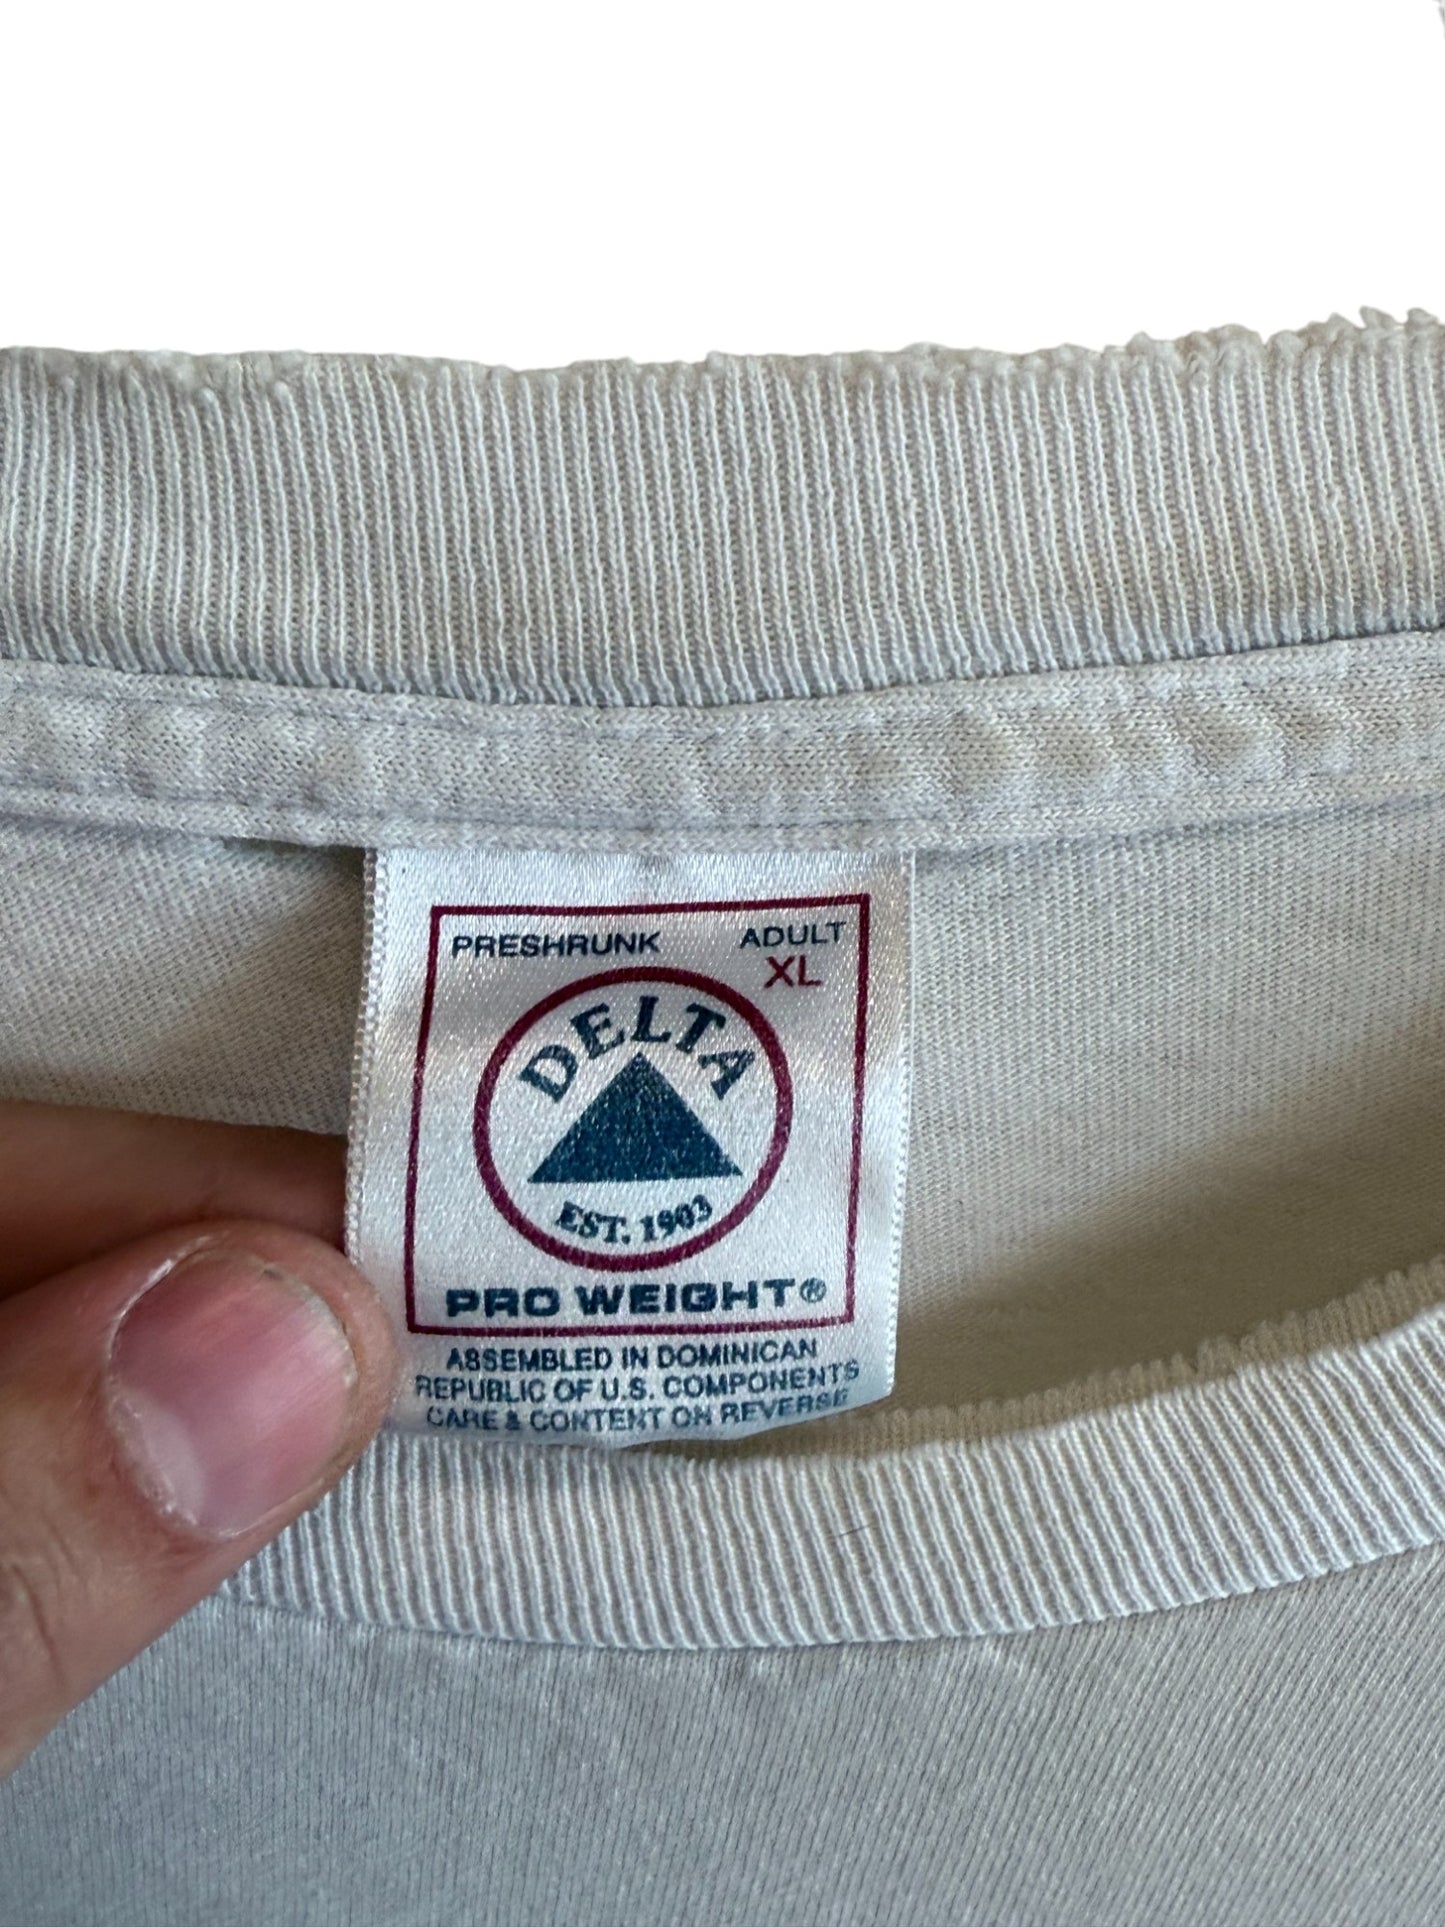 PRESHRUNK ADULT
XL
DELTA
EST. 1903
PRO WEIGHT®
ASSEMBLED IN DOMINICAN
REPUBLIC OF U.S. COMPONENTS
CARE & CONTENT ON REVERSE